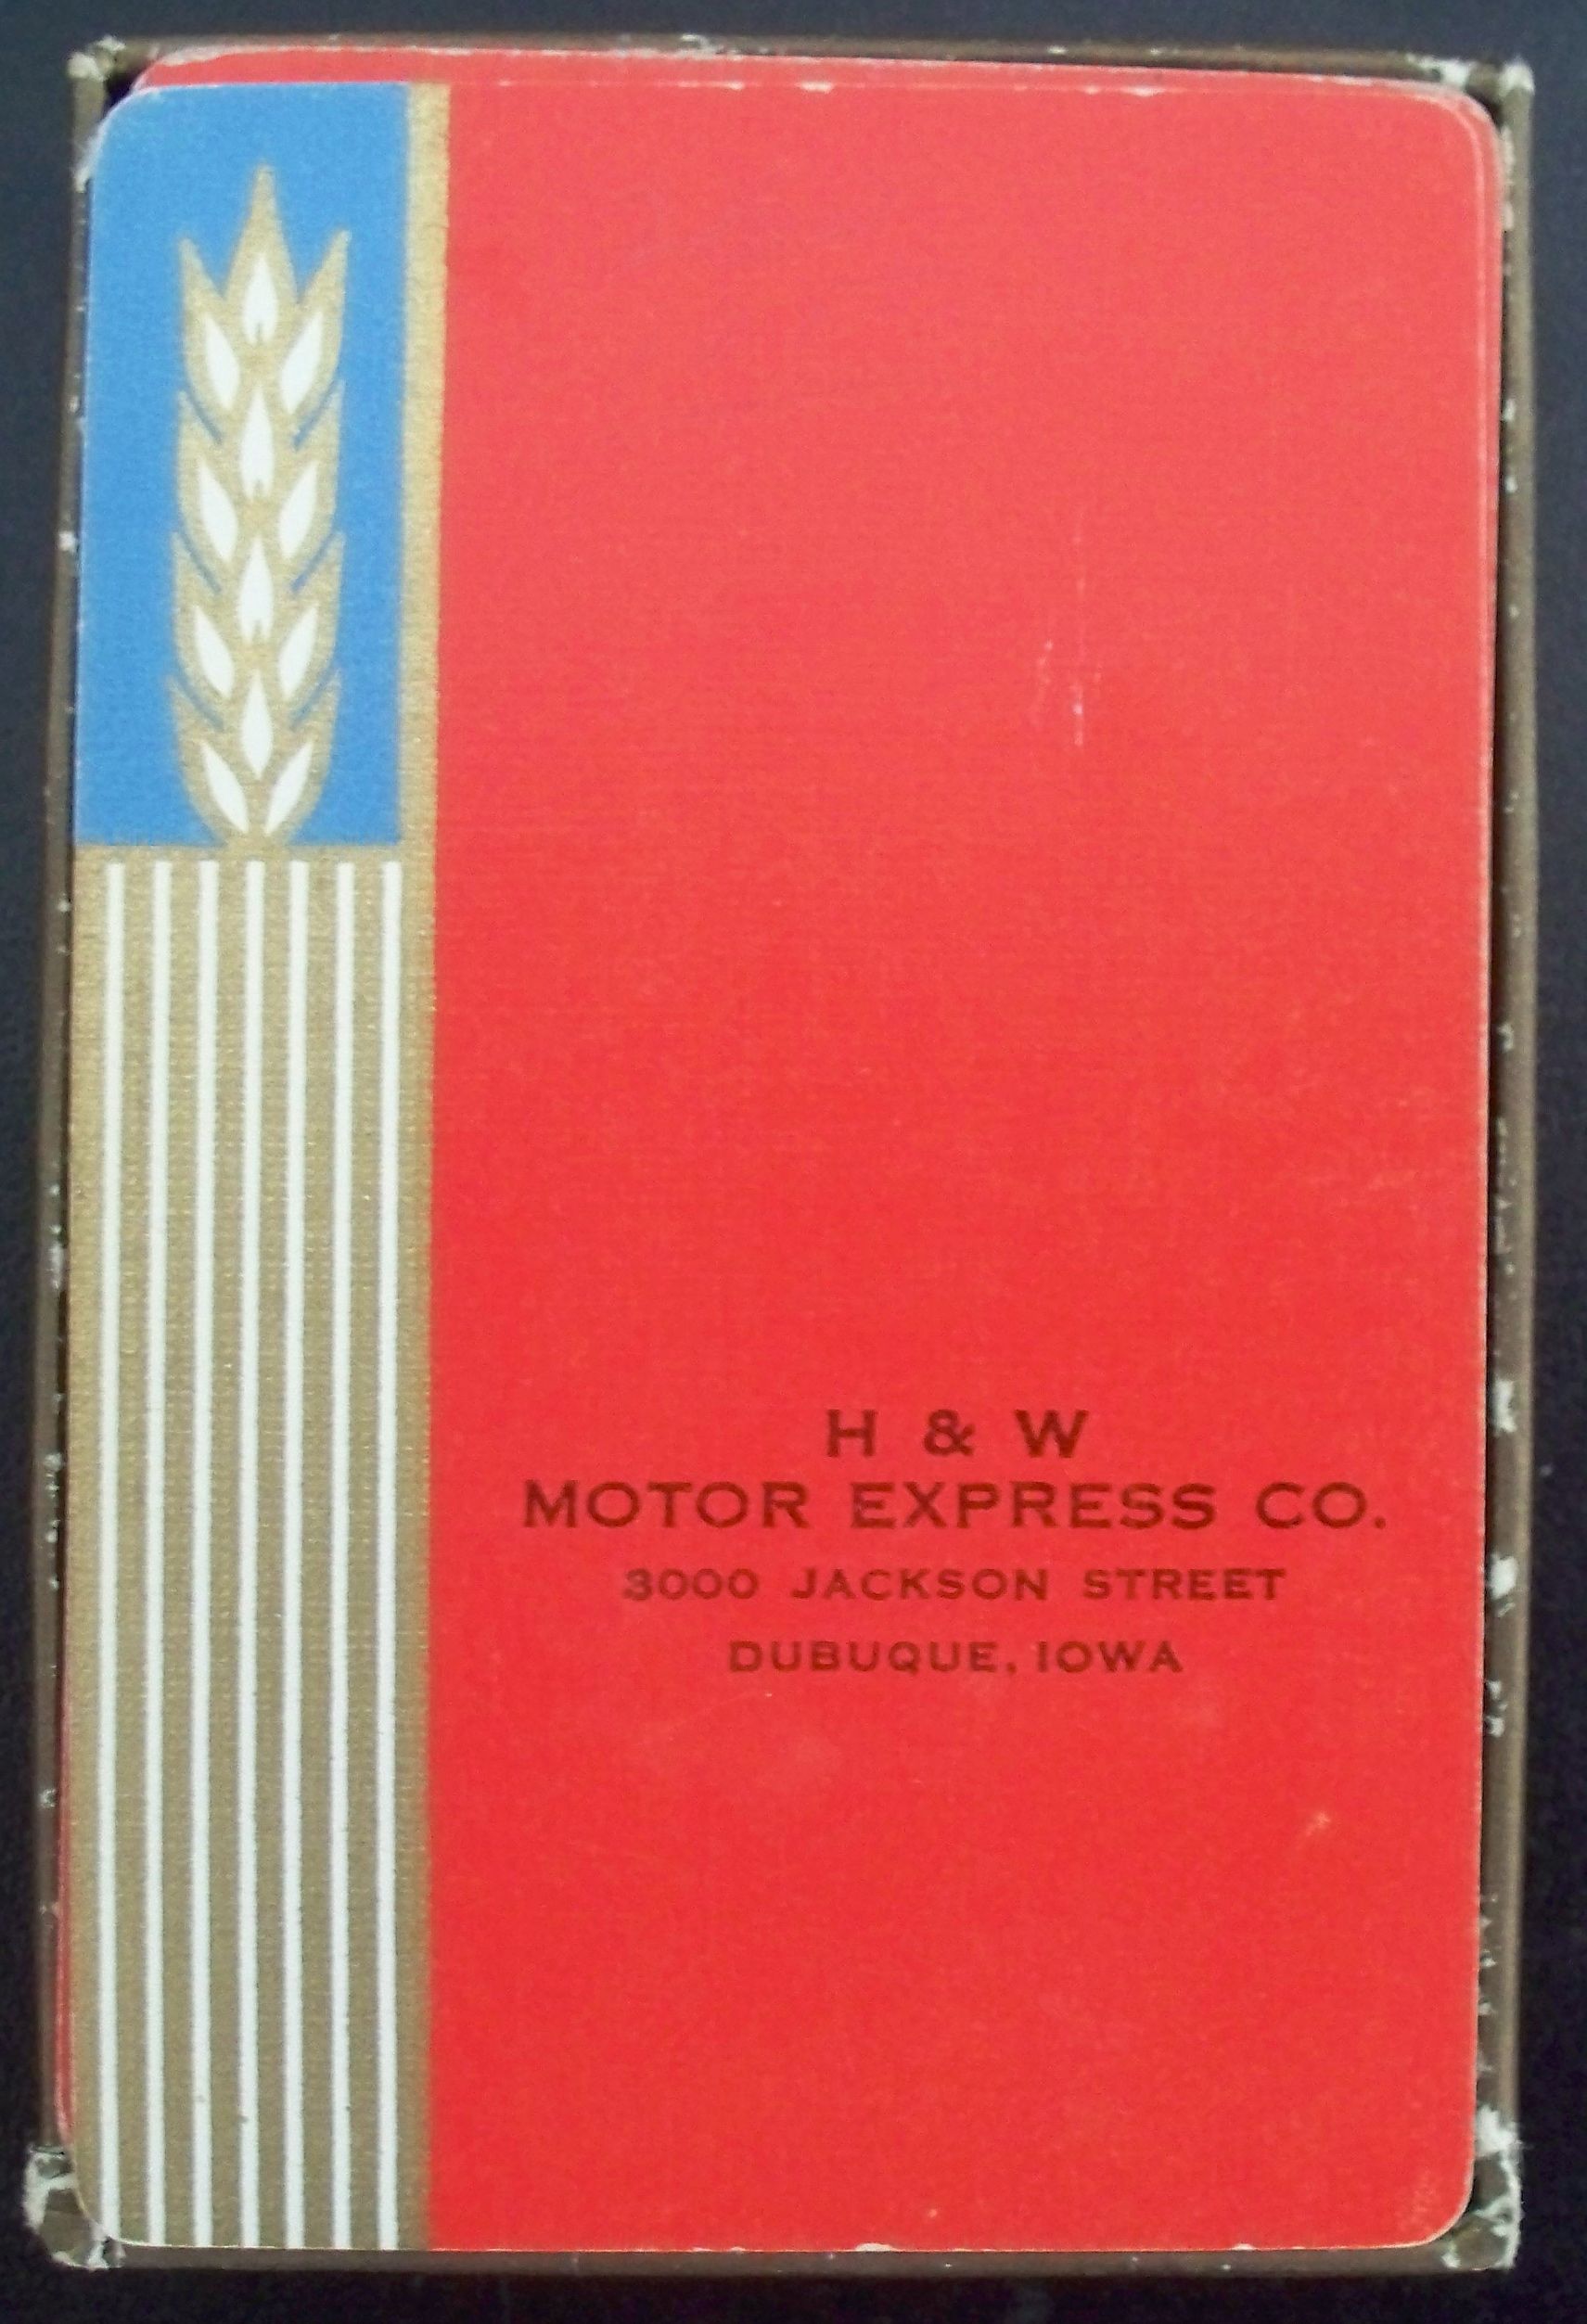 H & W
MOTOR EXPRESS CO.
3000 JACKSON STREET
DUBUQUE, IOWA